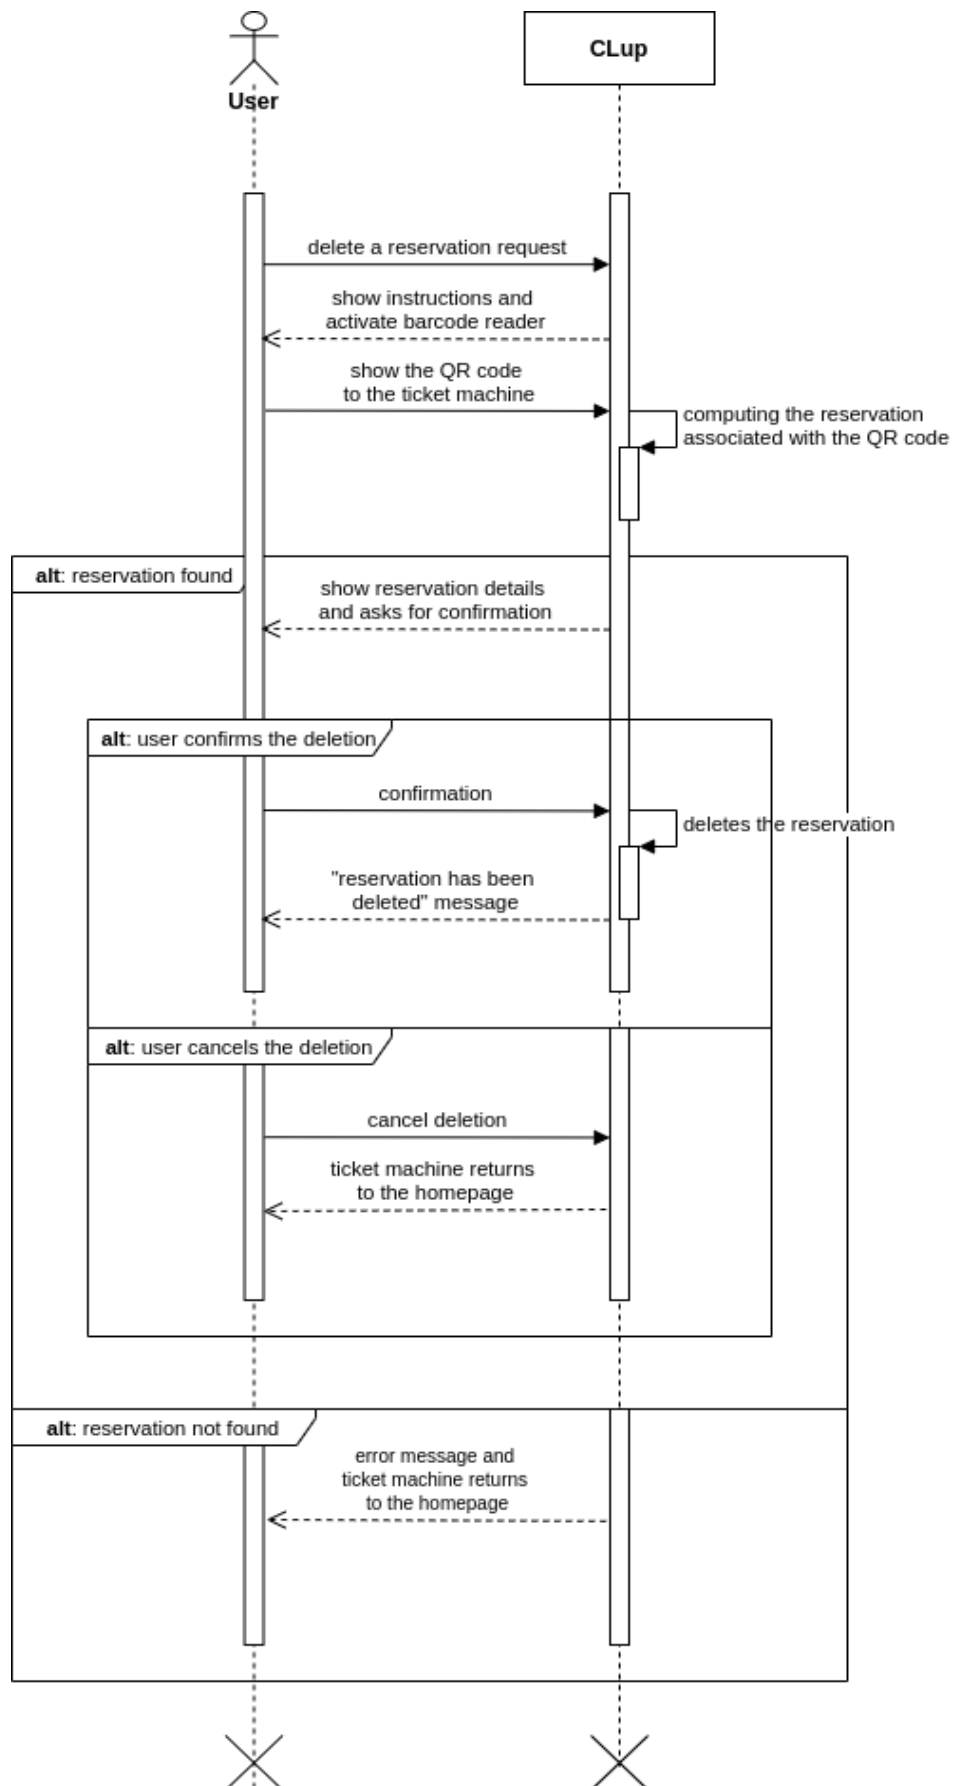 User
CLup
delete a reservation request
show instructions and
activate barcode reader
show the QR code
to the ticket machine
computing the reservation
associated with the QR code
alt: reservation found
show reservation details
and asks for confirmation
alt: user confirms the deletion
confirmation
deletes the reservation
"reservation has been
deleted" message
alt: user cancels the deletion
cancel deletion
ticket machine returns
to the homepage
alt: reservation not found
error message and
ticket machine returns
to the homepage